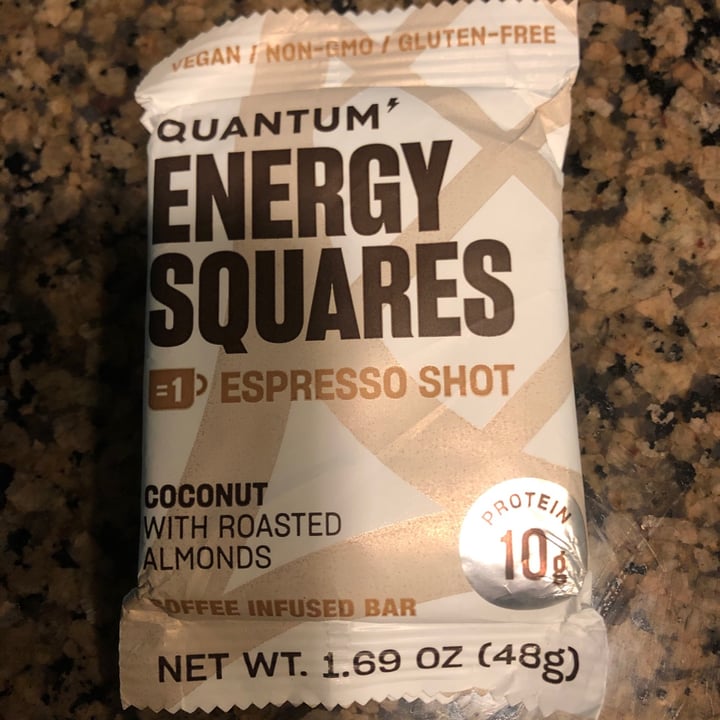 VEGAN / NON-GMO / GLUTEN-FREE
QUANTUM
ENERGY
SQUARES
=1 ESPRESSO SHOT
COCONUT
WITH ROASTED
ALMONDS
PROTEIN
10g
COFFEE INFUSED BAR
NET WT. 1.69 OZ (48g)